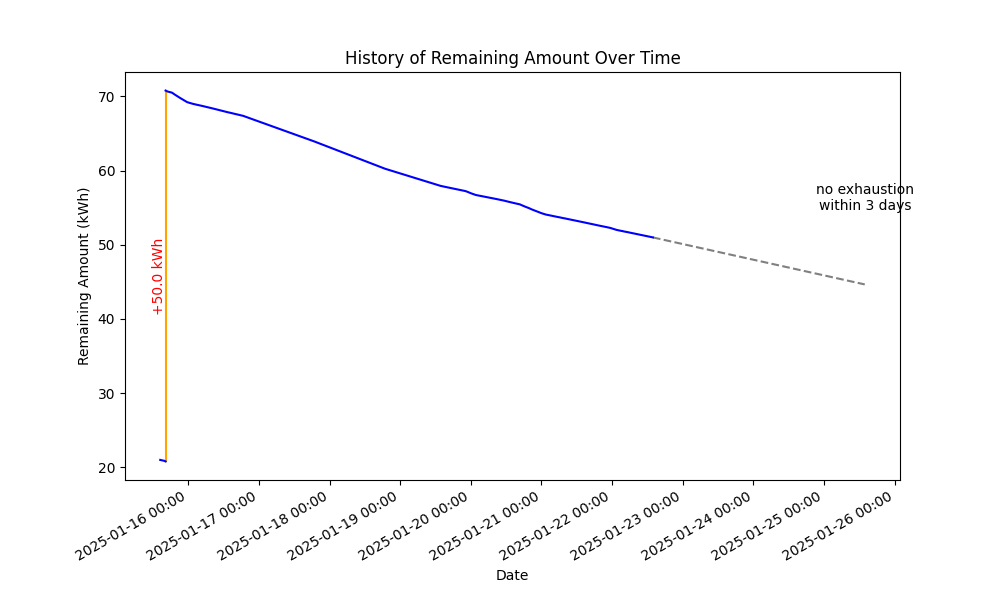 History of Remaining Amount Over Time
Remaining Amount (kWh)
70
60
50
40
30
20
+50.0 kWh
no exhaustion
within 3 days
2025-01-16 00:00
2025-01-17 00:00
2025-01-18 00:00
2025-01-19 00:00
2025-01-20 00:00
2025-01-21 00:00
2025-01-22 00:00
2025-01-23 00:00
2025-01-24 00:00
2025-01-25 00:00
2025-01-26 00:00
Date